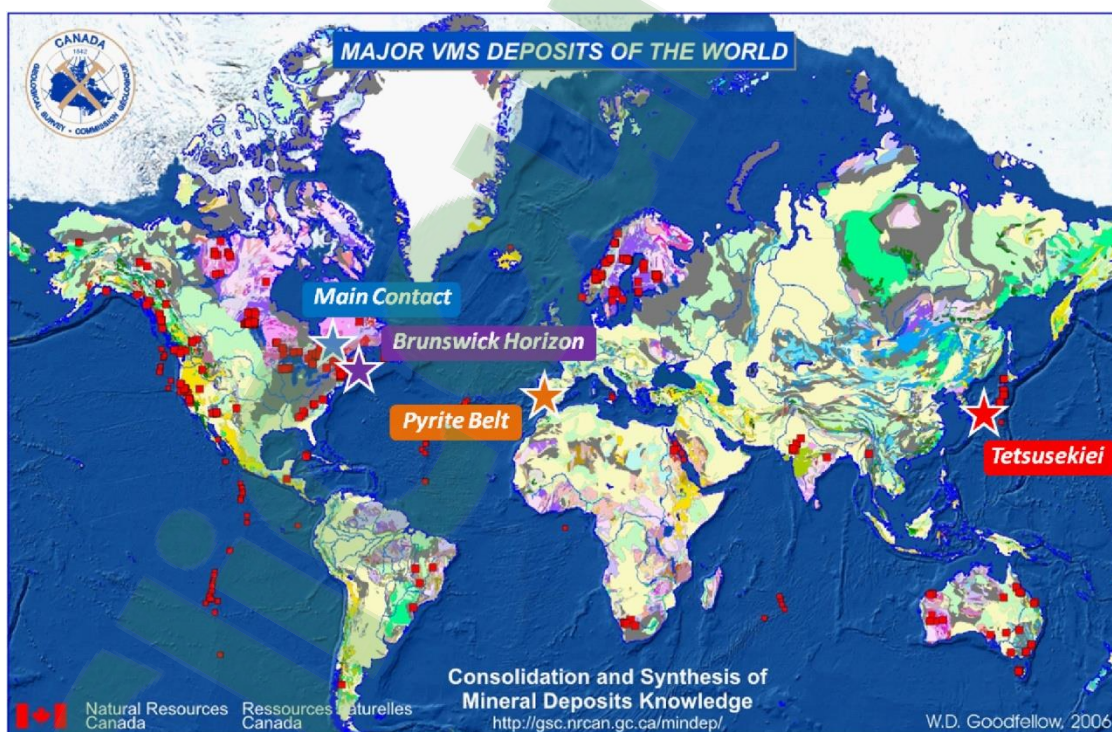 MAJOR VMS DEPOSITS OF THE WORLD
CANADA
1842
GEOLOGICAL SURVEY • COMMISSION GÉOLOGIQUE
Main Contact
Brunswick Horizon
Pyrite Belt
Tetsusekiei
Consolidation and Synthesis of
Mineral Deposits Knowledge
http://gsc.nrcan.gc.ca/mindep/
Natural Resources Ressources Naturelles
Canada Canada
W.D. Goodfellow, 2006